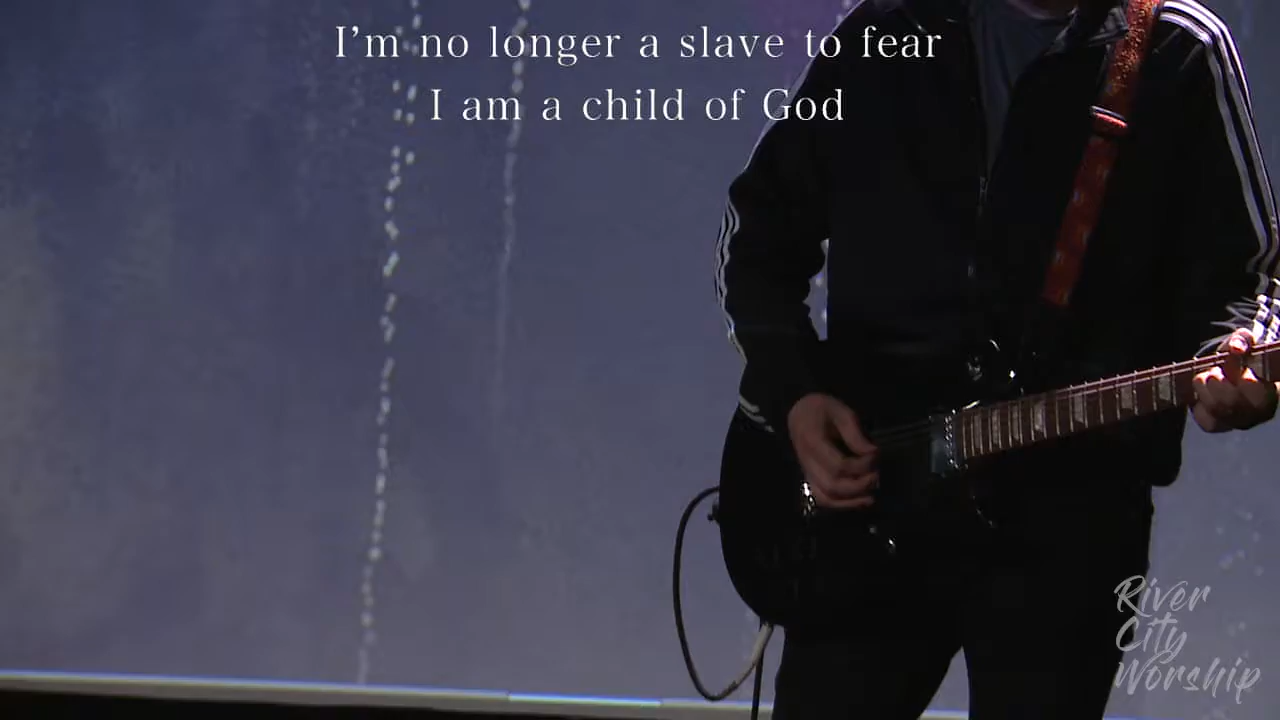 I'm no longer a slave to fear
I am a child of God
River
City
Worship